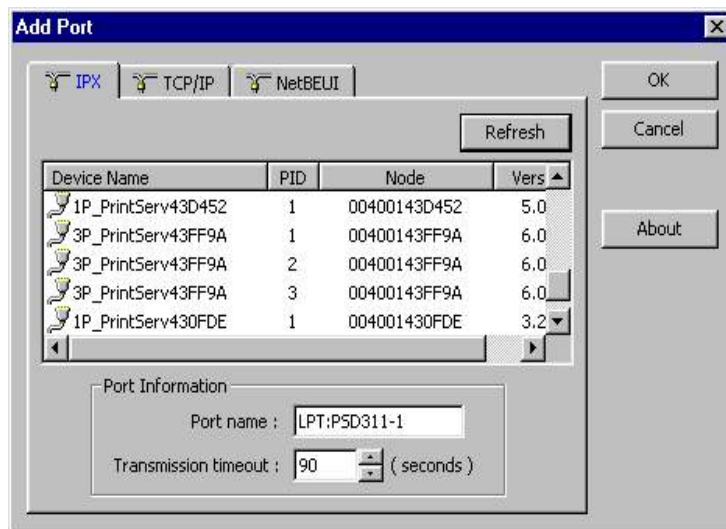 Add Port
IPX TCP/IP NetBEUI
OK
Refresh
Cancel
Device Name PID Node Vers
1P_PrintServ43D452 1 00400143D452 5.0
3P_PrintServ43FF9A 1 00400143FF9A 6.0
About
3P_PrintServ43FF9A 2 00400143FF9A 6.0
3P_PrintServ43FF9A 3 00400143FF9A 6.0
1P_PrintServ430FDE 1 004001430FDE 3.2
Port Information
Port name : LPT:PSD311-1
Transmission timeout : 90 ( seconds )